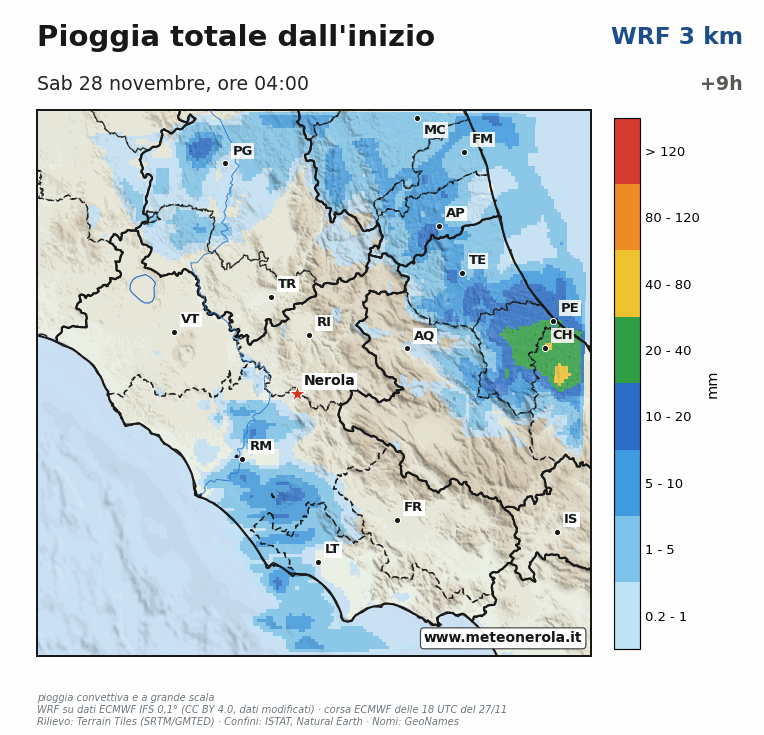 Pioggia totale dall'inizio
WRF 3 km
Sab 28 novembre, ore 04:00
+9h
MC
FM
PG
AP
TE
TR
PE
VT
RI
AQ
CH
Nerola
RM
FR
IS
LT
www.meteonerola.it
> 120
80 - 120
40 - 80
20 - 40
10 - 20
5 - 10
1 - 5
0.2 - 1
mm
pioggia convettiva e a grande scala
WRF su dati ECMWF IFS 0,1° (CC BY 4.0, dati modificati) · corsa ECMWF delle 18 UTC del 27/11
Rilievo: Terrain Tiles (SRTM/GMTED) · Confini: ISTAT, Natural Earth · Nomi: GeoNames